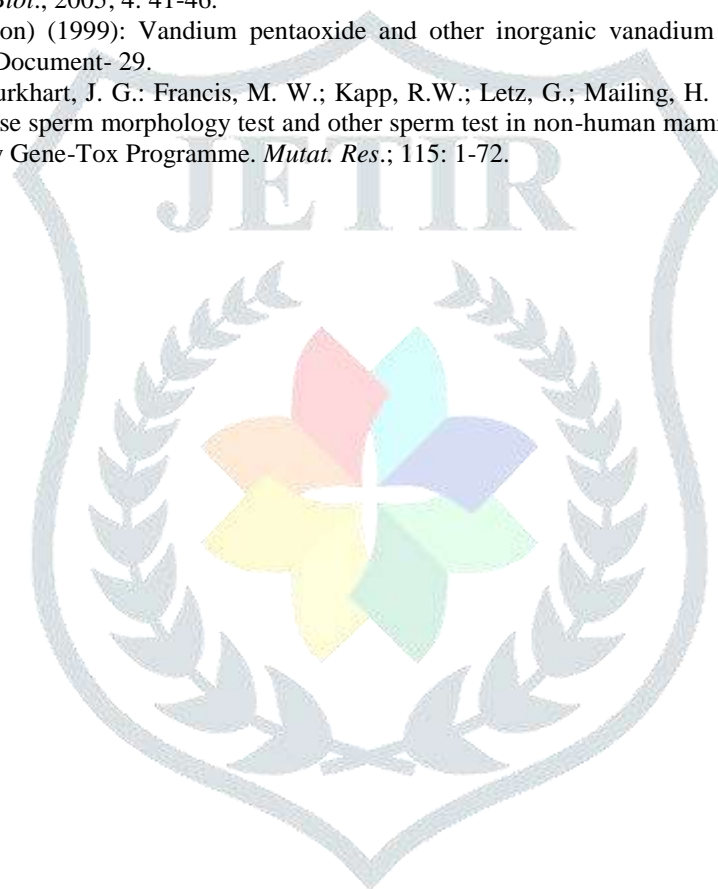 Biol., 2005; 4: 41-46.
on) (1999): Vandium pentaoxide and other inorganic vanadium
Document- 29.
urkhart, J. G.: Francis, M. W.; Kapp, R.W.; Letz, G.; Mailing, H.
se sperm morphology test and other sperm test in non-human mam
Gene-Tox Programme. Mutat. Res.; 115: 1-72.
JETIR